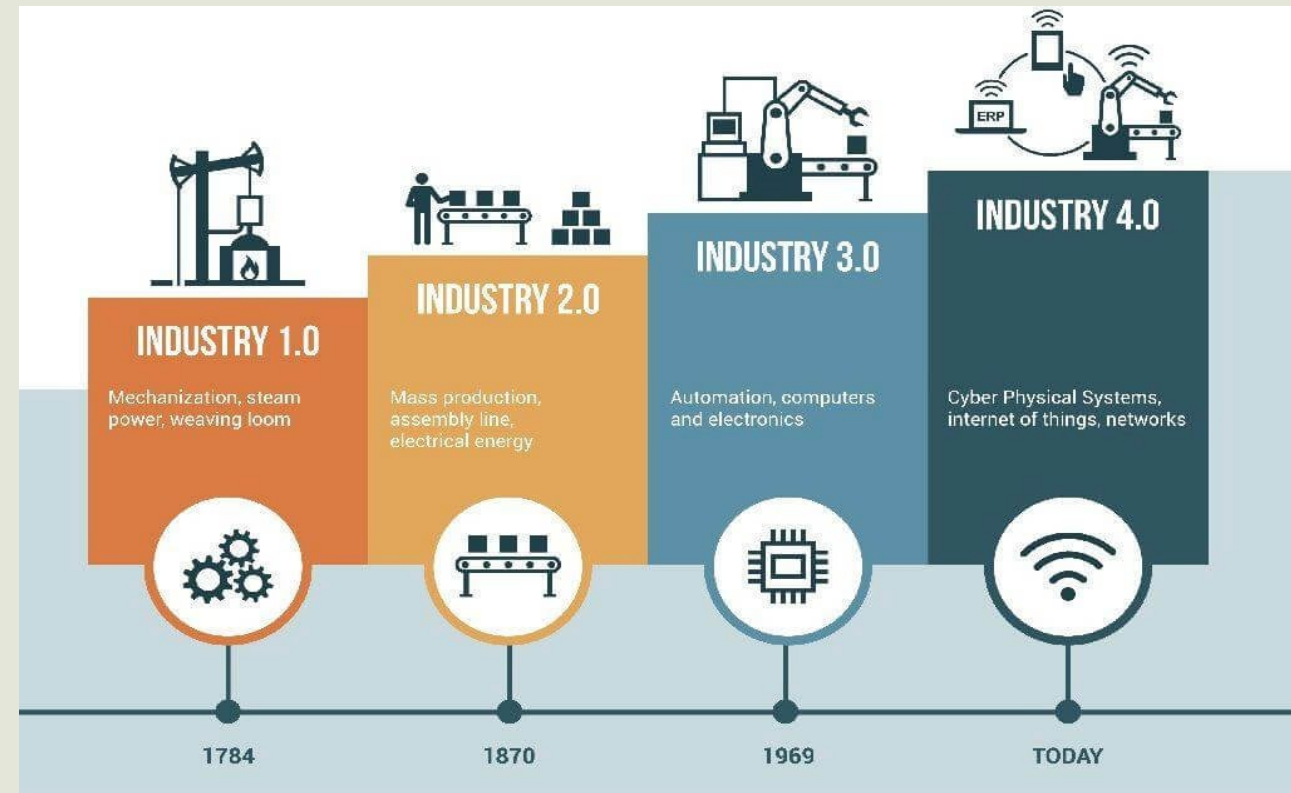 ERP
INDUSTRY 1.0
Mechanization, steam
power, weaving loom
INDUSTRY 2.0
Mass production,
assembly line,
electrical energy
INDUSTRY 3.0
Automation, computers
and electronics
INDUSTRY 4.0
Cyber Physical Systems,
internet of things, networks
1784
1870
1969
TODAY